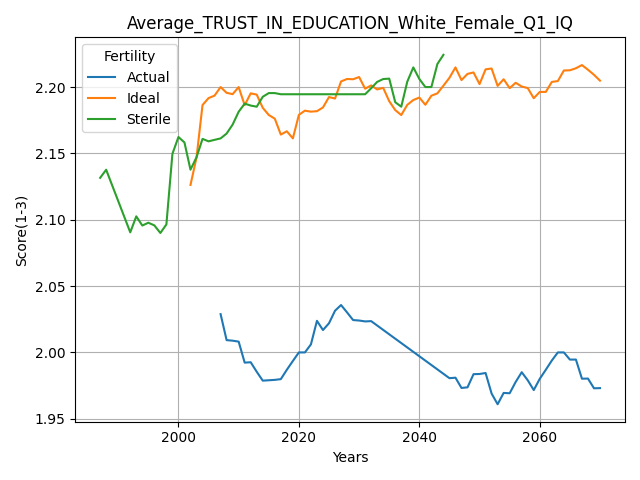 Average_TRUST_IN_EDUCATION_White_Female_Q1_IQ
Fertility
Actual
Ideal
Sterile
Score(1-3)
2.20
2.15
2.10
2.05
2.00
1.95
2000
2020
2040
2060
Years